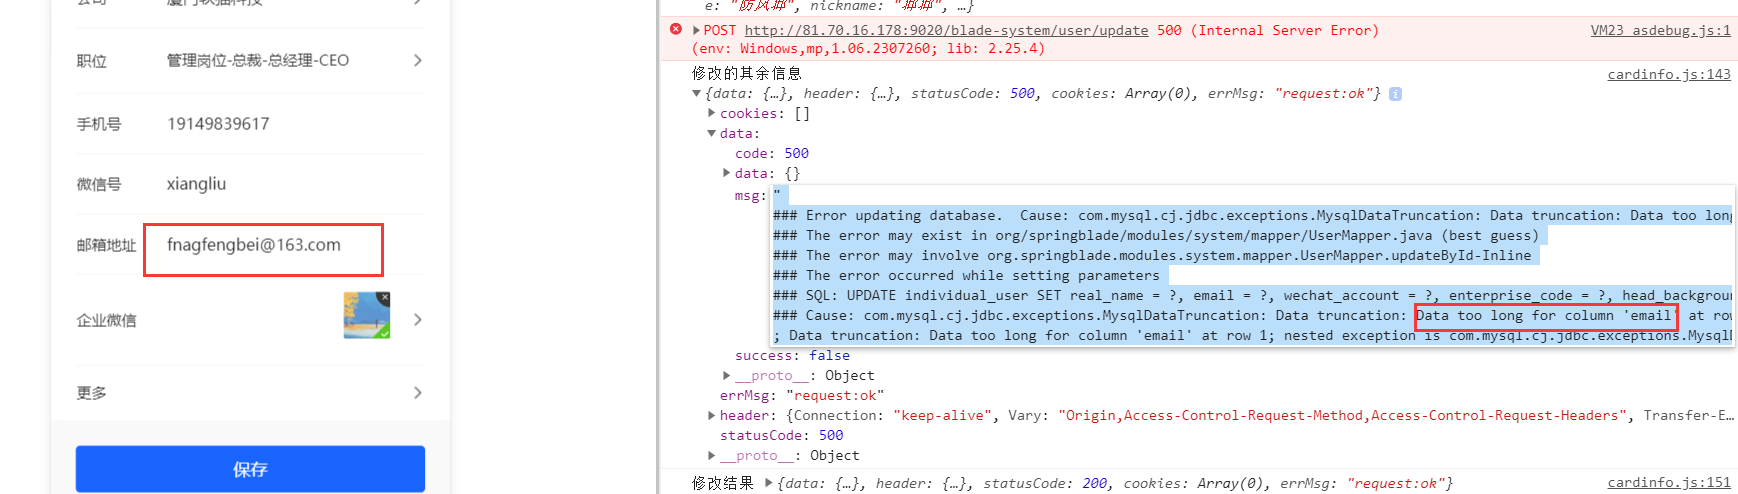 公司 厦门软猫科技
职位 管理岗位-总裁-总经理-CEO
手机号 19149839617
微信号 xiangliu
邮箱地址 fnagfengbei@163.com
企业微信
更多
保存
e: "防风邶", nickname: "邶邶", …}
POST http://81.70.16.178:9020/blade-system/user/update 500 (Internal Server Error) VM23 asdebug.js:1
(env: Windows,mp,1.06.2307260; lib: 2.25.4)
修改的其余信息 cardinfo.js:143
{data: {…}, header: {…}, statusCode: 500, cookies: Array(0), errMsg: "request:ok"}
cookies: []
data:
code: 500
data: {}
msg: "
### Error updating database.  Cause: com.mysql.cj.jdbc.exceptions.MysqlDataTruncation: Data truncation: Data too long
### The error may exist in org/springblade/modules/system/mapper/UserMapper.java (best guess)
### The error may involve org.springblade.modules.system.mapper.UserMapper.updateById-Inline
### The error occurred while setting parameters
### SQL: UPDATE individual_user SET real_name = ?, email = ?, wechat_account = ?, enterprise_code = ?, head_backgroun
### Cause: com.mysql.cj.jdbc.exceptions.MysqlDataTruncation: Data truncation: Data too long for column 'email' at row
; Data truncation: Data too long for column 'email' at row 1; nested exception is com.mysql.cj.jdbc.exceptions.MysqlD
success: false
__proto__: Object
errMsg: "request:ok"
header: {Connection: "keep-alive", Vary: "Origin,Access-Control-Request-Method,Access-Control-Request-Headers", Transfer-E…
statusCode: 500
__proto__: Object
修改结果 {data: {…}, header: {…}, statusCode: 200, cookies: Array(0), errMsg: "request:ok"} cardinfo.js:151